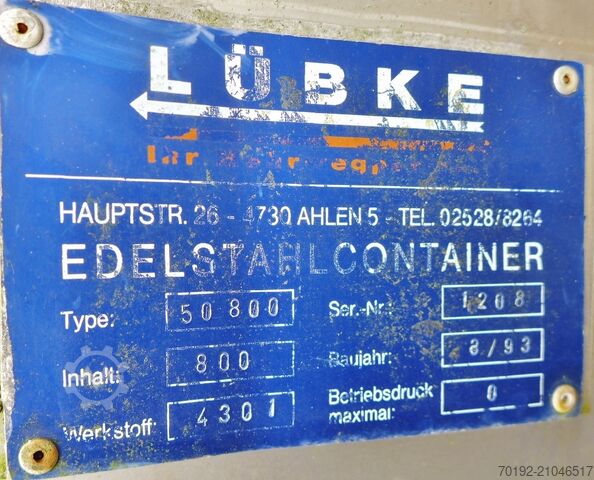 LÜBKE
Ihr
HAUPTSTR. 26 - 4730 AHLEN 5 - TEL. 02528/8264
EDELSTAHLCONTAINER
Type: 50 800 Ser.-Nr.: 1208
Inhalt: 800 Baujahr: 8/93
Werkstoff: 4301 Betriebsdruck maximal: 0
70192-21046517